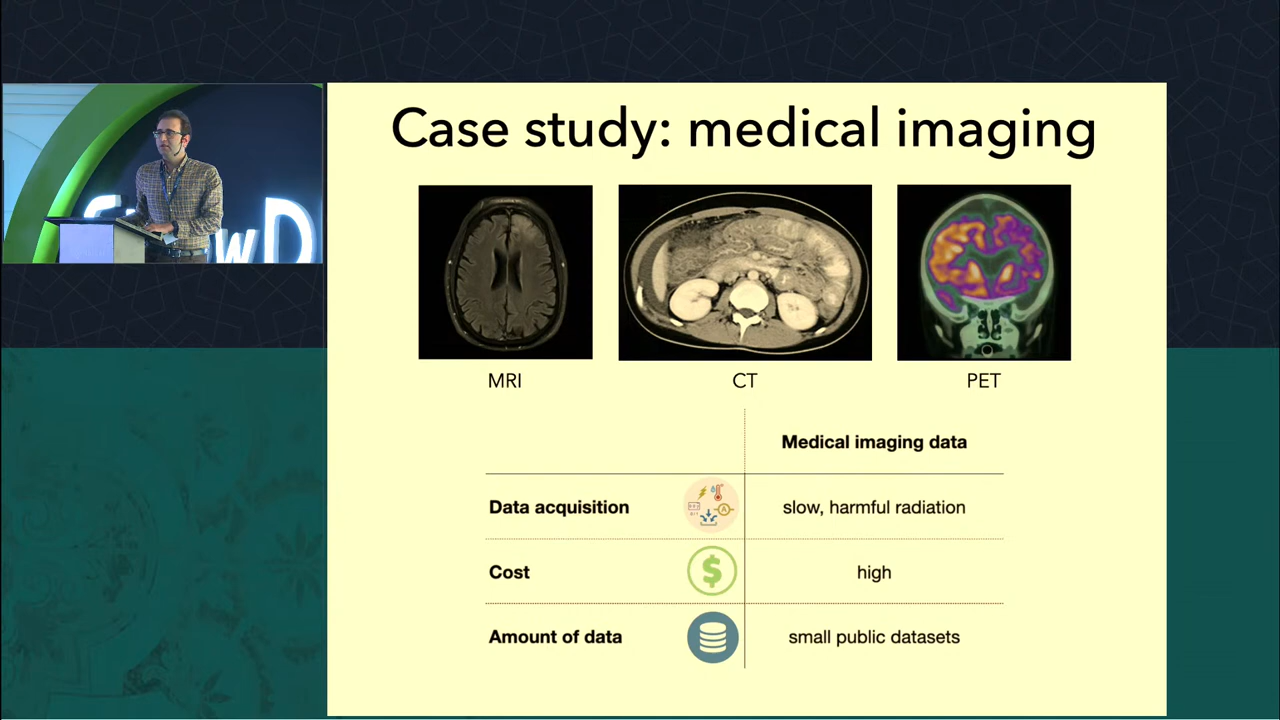 Case study: medical imaging
MRI
CT
PET
Medical imaging data
Data acquisition
slow, harmful radiation
Cost
$
high
Amount of data
small public datasets
wD